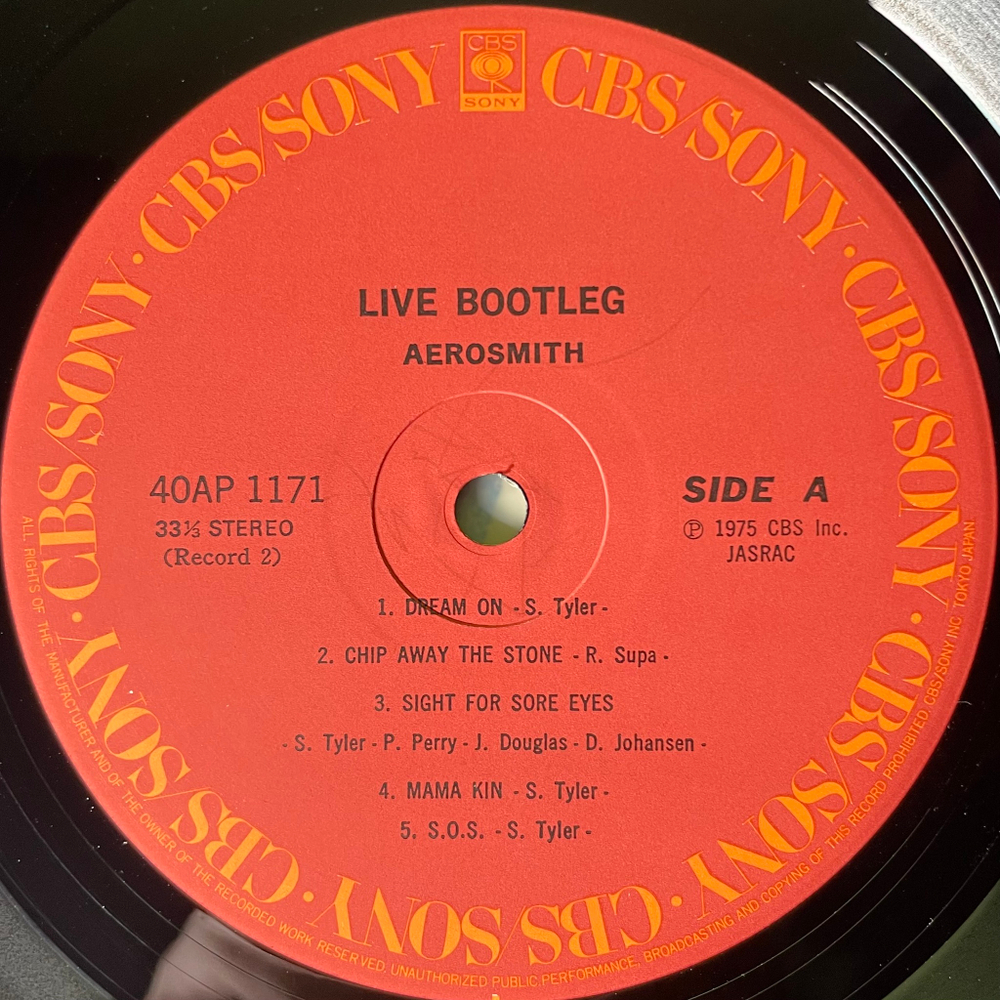 CBS
SONY
CBS/SONY · CBS/SONY · CBS/SONY · CBS/SONY · CBS/SONY · CBS/SONY · CBS/SONY · CBS/SONY · CBS/SONY
LIVE BOOTLEG
AEROSMITH
40AP 1171
33⅓ STEREO
(Record 2)
SIDE A
Ⓟ 1975 CBS Inc.
JASRAC
1. DREAM ON - S. Tyler -
2. CHIP AWAY THE STONE - R. Supa -
3. SIGHT FOR SORE EYES
- S. Tyler - P. Perry - J. Douglas - D. Johansen -
4. MAMA KIN - S. Tyler -
5. S.O.S. - S. Tyler -
ALL RIGHTS OF THE MANUFACTURER AND OF THE OWNER OF THE RECORDED WORK RESERVED. UNAUTHORIZED PUBLIC PERFORMANCE, BROADCASTING AND COPYING OF THIS RECORD PROHIBITED. CBS/SONY INC. TOKYO JAPAN